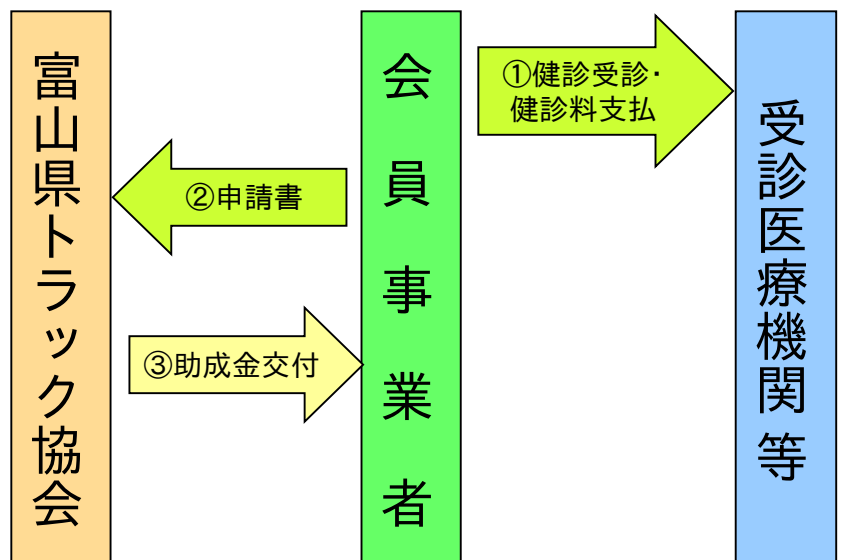 富山県トラック協会
会員事業者
受診医療機関等
①健診受診･
健診料支払
②申請書
③助成金交付